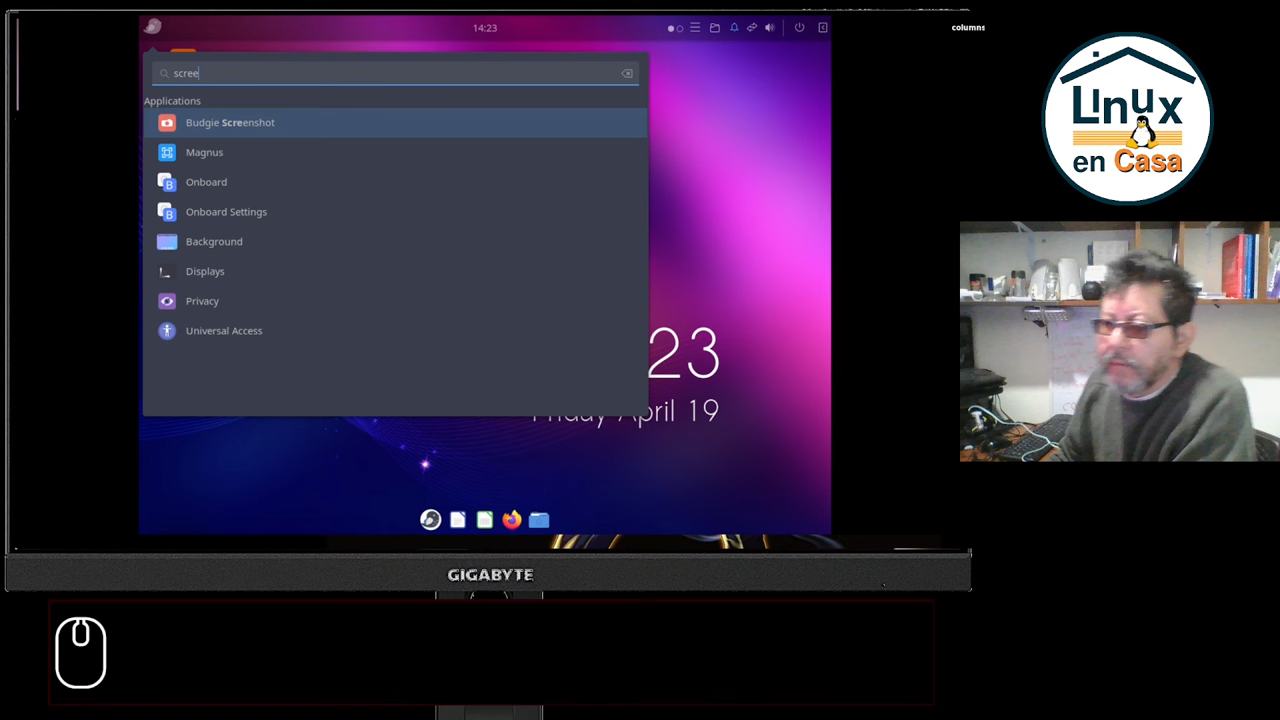 14:23
columns
scree
Applications
Budgie Screenshot
Magnus
Onboard
Onboard Settings
Background
Displays
Privacy
Universal Access
23
Friday April 19
GIGABYTE
Linux
en Casa